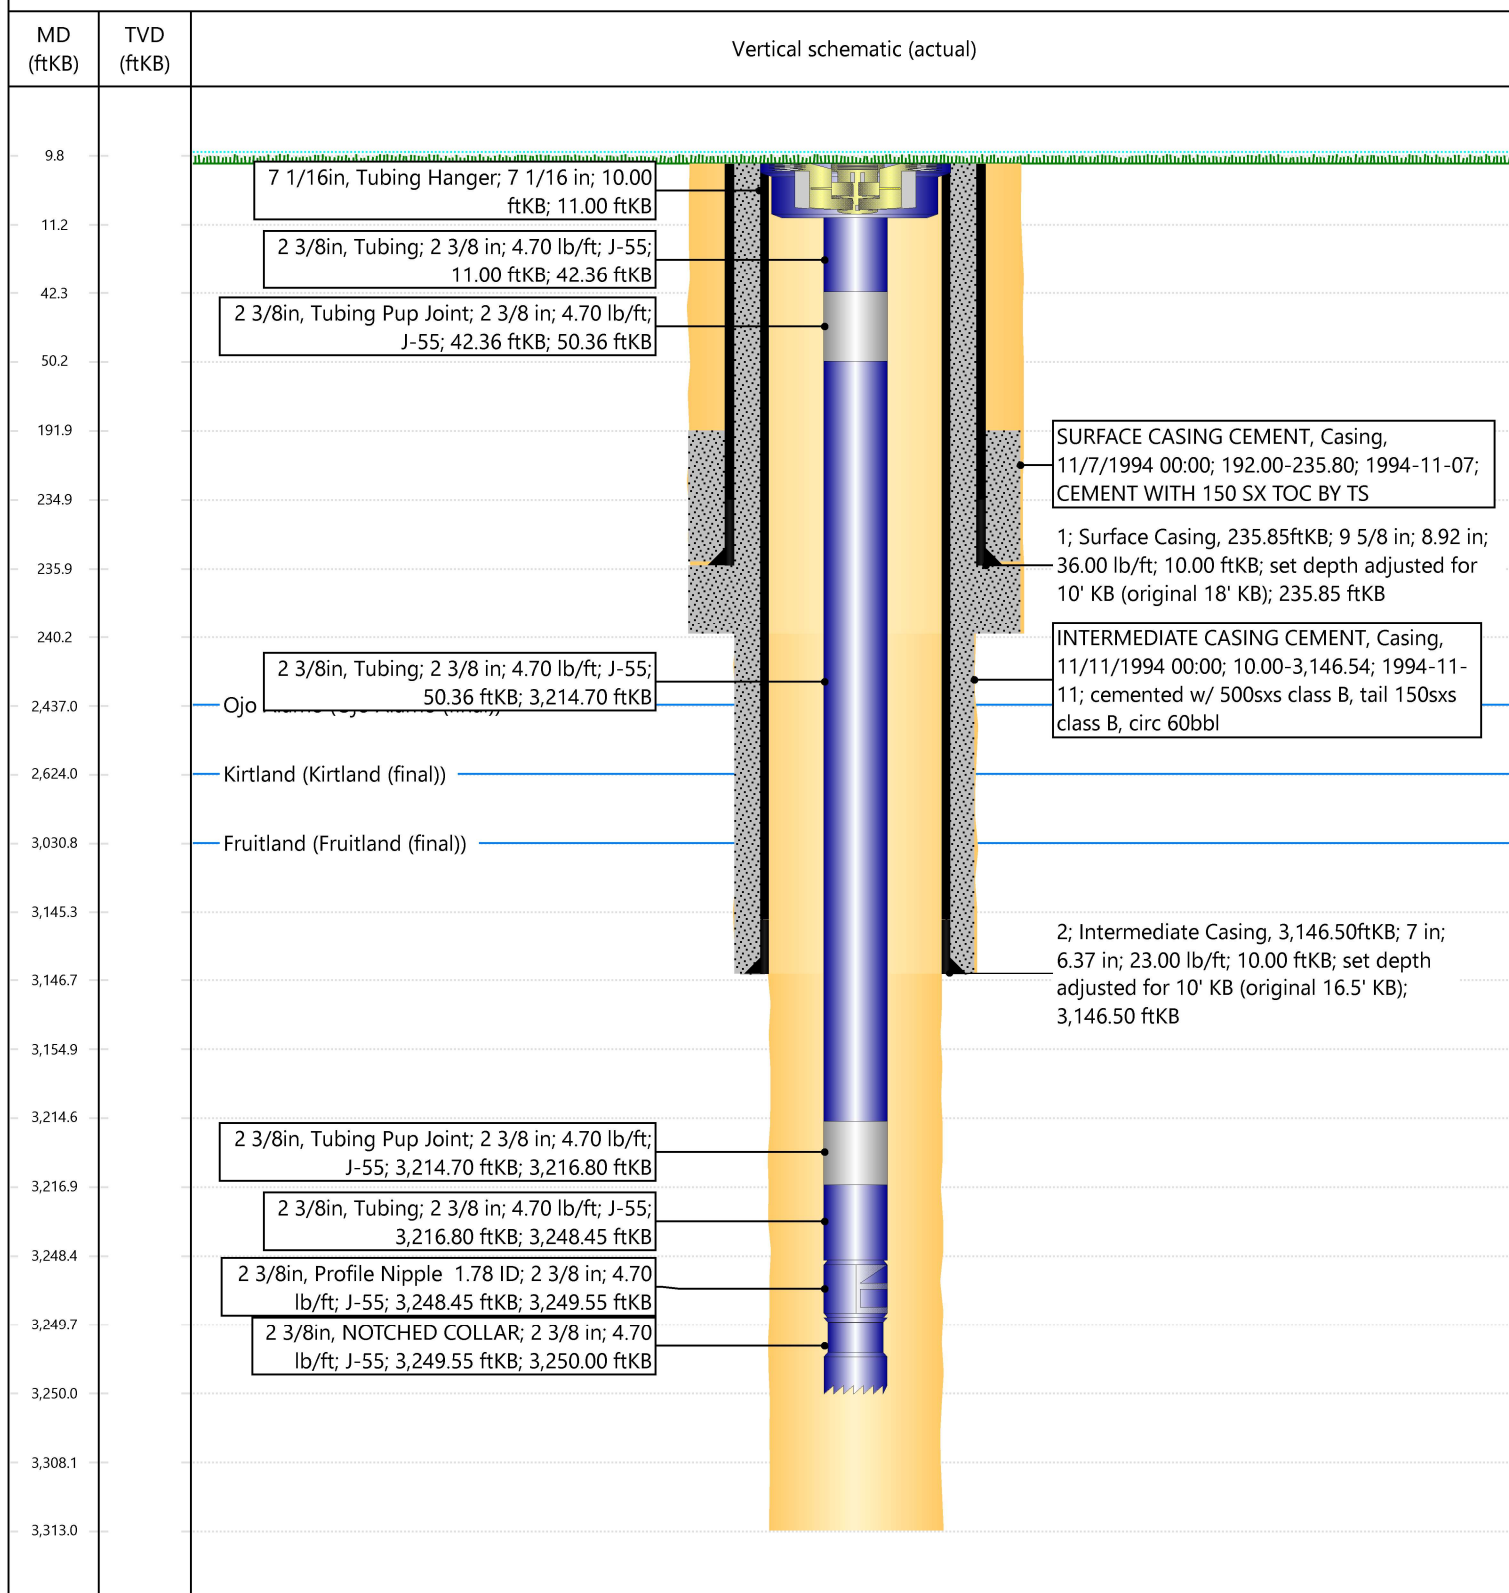 MD
(ftKB)
TVD
(ftKB)
Vertical schematic (actual)
9.8
11.2
42.3
50.2
191.9
234.9
235.9
240.2
2,437.0
2,624.0
3,030.8
3,145.3
3,146.7
3,154.9
3,214.6
3,216.9
3,248.4
3,249.7
3,250.0
3,308.1
3,313.0
7 1/16in, Tubing Hanger; 7 1/16 in; 10.00
ftKB; 11.00 ftKB
2 3/8in, Tubing; 2 3/8 in; 4.70 lb/ft; J-55;
11.00 ftKB; 42.36 ftKB
2 3/8in, Tubing Pup Joint; 2 3/8 in; 4.70 lb/ft;
J-55; 42.36 ftKB; 50.36 ftKB
2 3/8in, Tubing; 2 3/8 in; 4.70 lb/ft; J-55;
50.36 ftKB; 3,214.70 ftKB
Ojo
Kirtland (Kirtland (final))
Fruitland (Fruitland (final))
2 3/8in, Tubing Pup Joint; 2 3/8 in; 4.70 lb/ft;
J-55; 3,214.70 ftKB; 3,216.80 ftKB
2 3/8in, Tubing; 2 3/8 in; 4.70 lb/ft; J-55;
3,216.80 ftKB; 3,248.45 ftKB
2 3/8in, Profile Nipple 1.78 ID; 2 3/8 in; 4.70
lb/ft; J-55; 3,248.45 ftKB; 3,249.55 ftKB
2 3/8in, NOTCHED COLLAR; 2 3/8 in; 4.70
lb/ft; J-55; 3,249.55 ftKB; 3,250.00 ftKB
SURFACE CASING CEMENT, Casing,
11/7/1994 00:00; 192.00-235.80; 1994-11-07;
CEMENT WITH 150 SX TOC BY TS
1; Surface Casing, 235.85ftKB; 9 5/8 in; 8.92 in;
36.00 lb/ft; 10.00 ftKB; set depth adjusted for
10' KB (original 18' KB); 235.85 ftKB
INTERMEDIATE CASING CEMENT, Casing,
11/11/1994 00:00; 10.00-3,146.54; 1994-11-
11; cemented w/ 500sxs class B, tail 150sxs
class B, circ 60bbl
2; Intermediate Casing, 3,146.50ftKB; 7 in;
6.37 in; 23.00 lb/ft; 10.00 ftKB; set depth
adjusted for 10' KB (original 16.5' KB);
3,146.50 ftKB